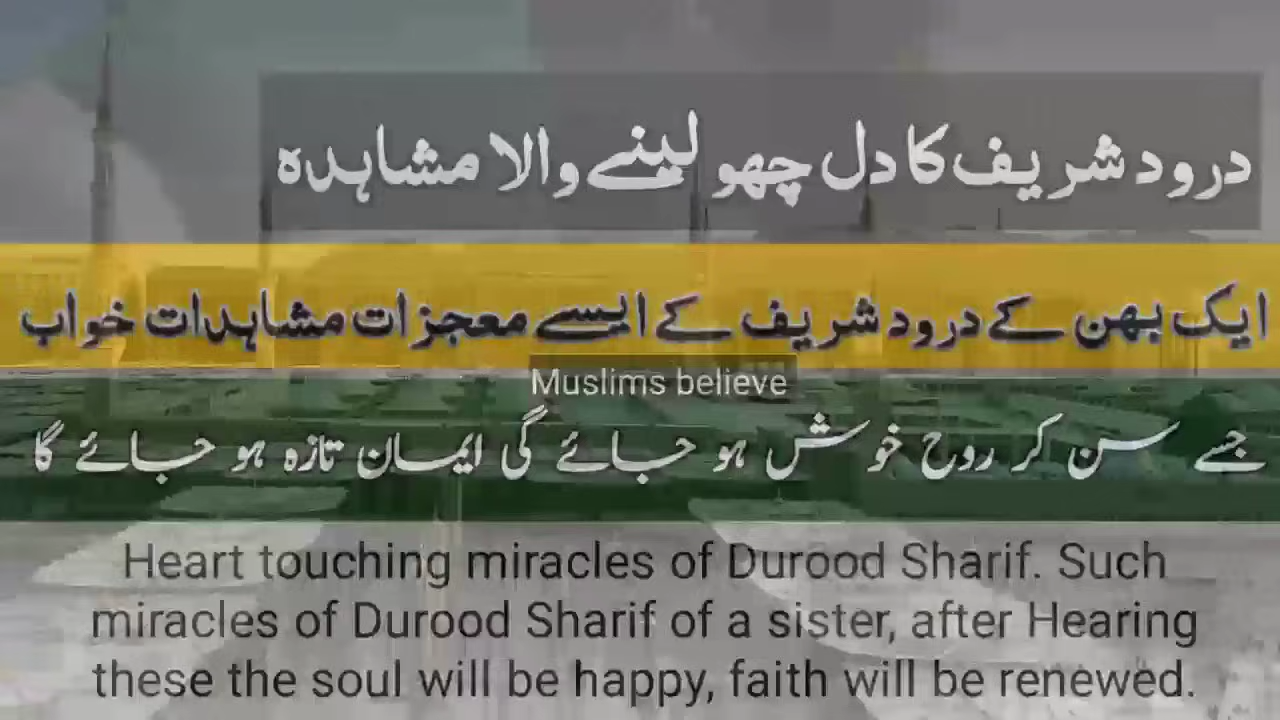 درود شریف کا دل چھو لینے والا مشاہدہ
ایک بھن کے درود شریف کے ایسے معجزات مشاہدات خواب
Muslims believe
جسے سن کر روح خوش ہو جائے گی ایمان تازہ ہو جائے گا
Heart touching miracles of Durood Sharif. Such
miracles of Durood Sharif of a sister, after Hearing
these the soul will be happy, faith will be renewed.